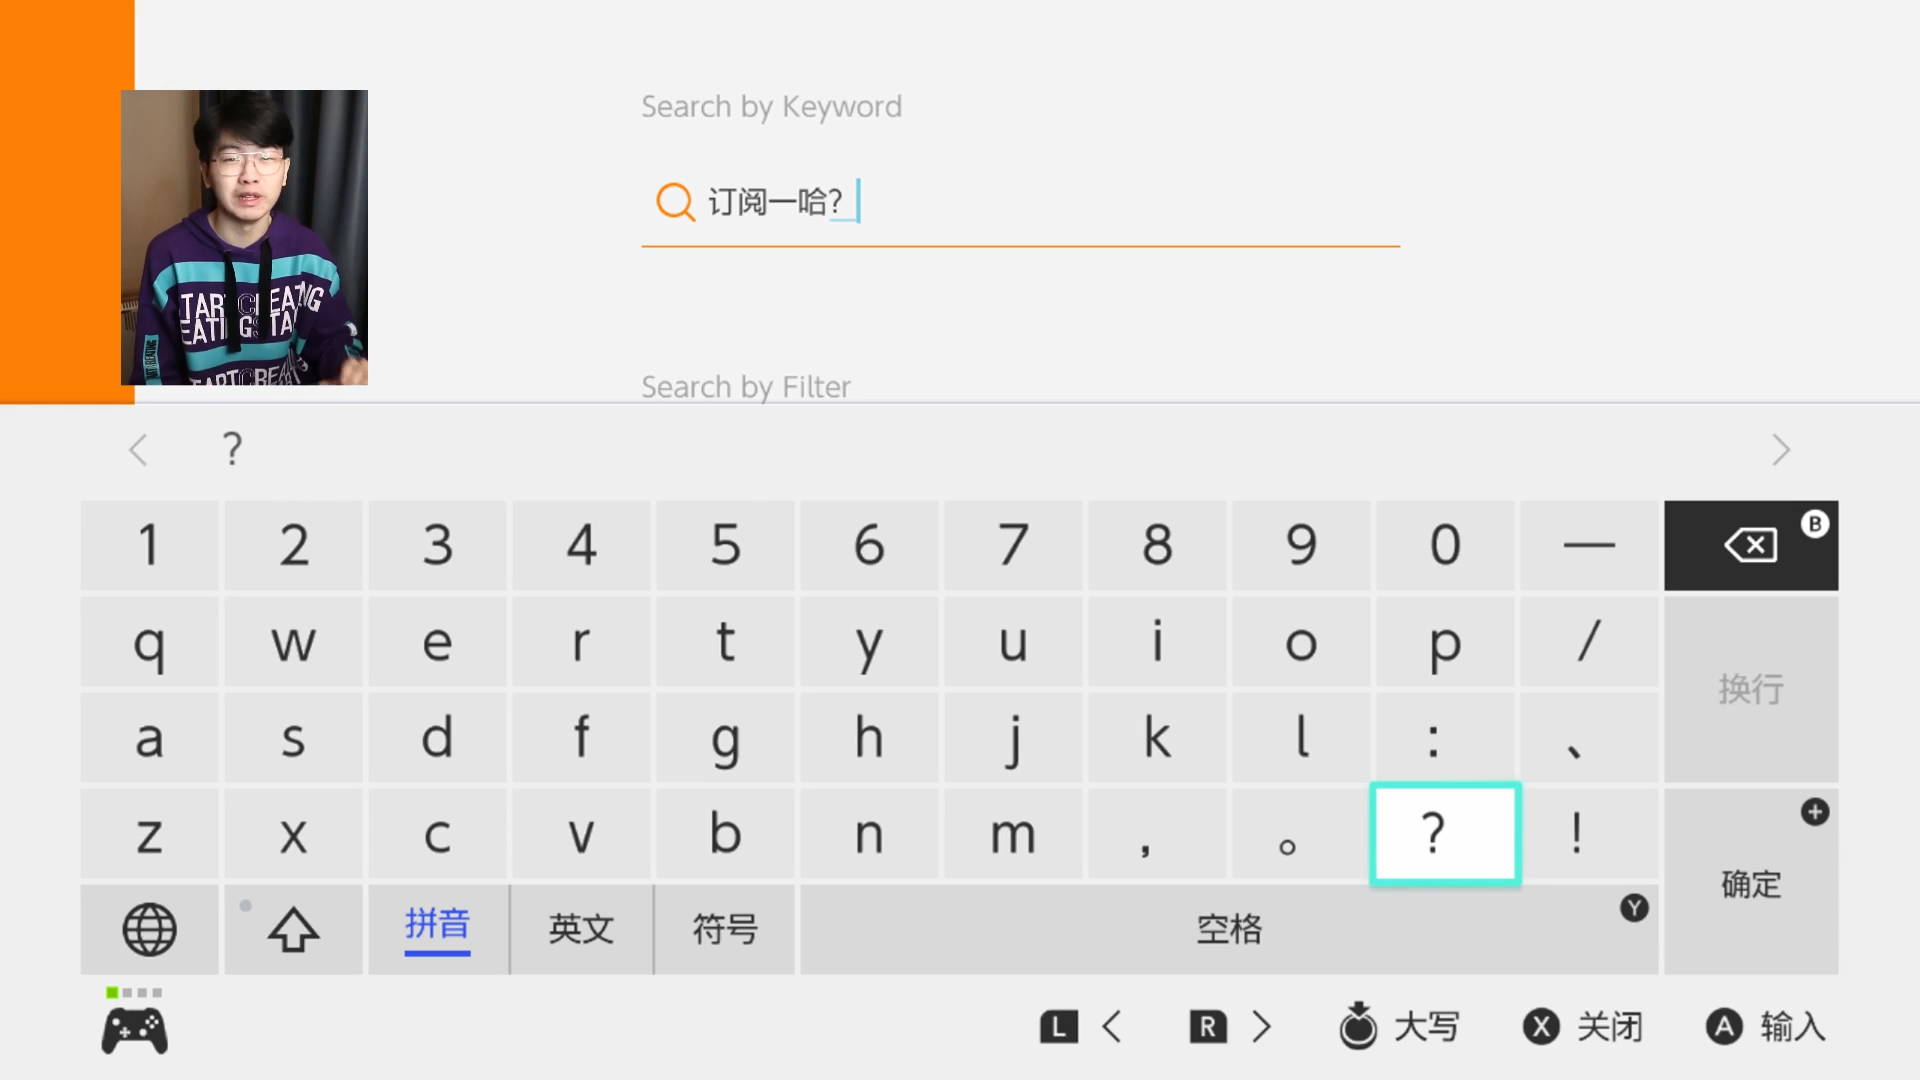 Search by Keyword
订阅一哈?
Search by Filter
?
1 2 3 4 5 6 7 8 9 0 — B
q w e r t y u i o p /
换行
a s d f g h j k l : 、
z x c v b n m , 。 ? !
确定
拼音 英文 符号 空格 Y
L R 大写 X 关闭 A 输入